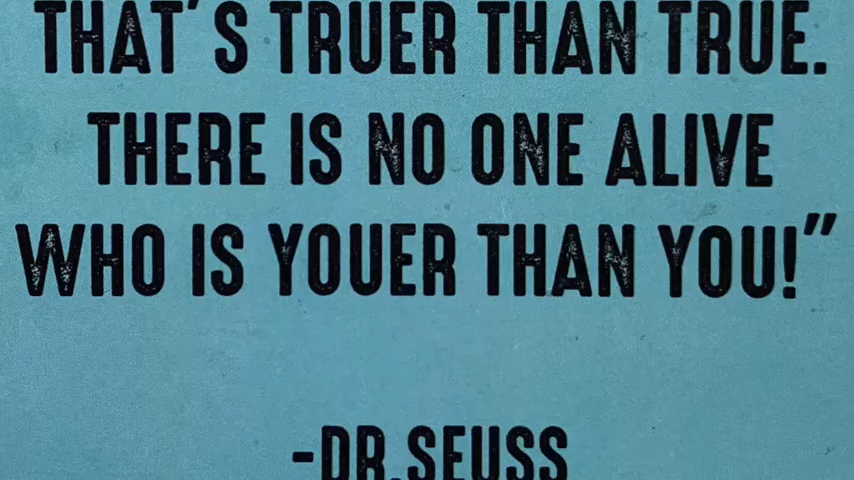 THAT'S TRUER THAN TRUE.
THERE IS NO ONE ALIVE
WHO IS YOUER THAN YOU!"
-DR.SEUSS